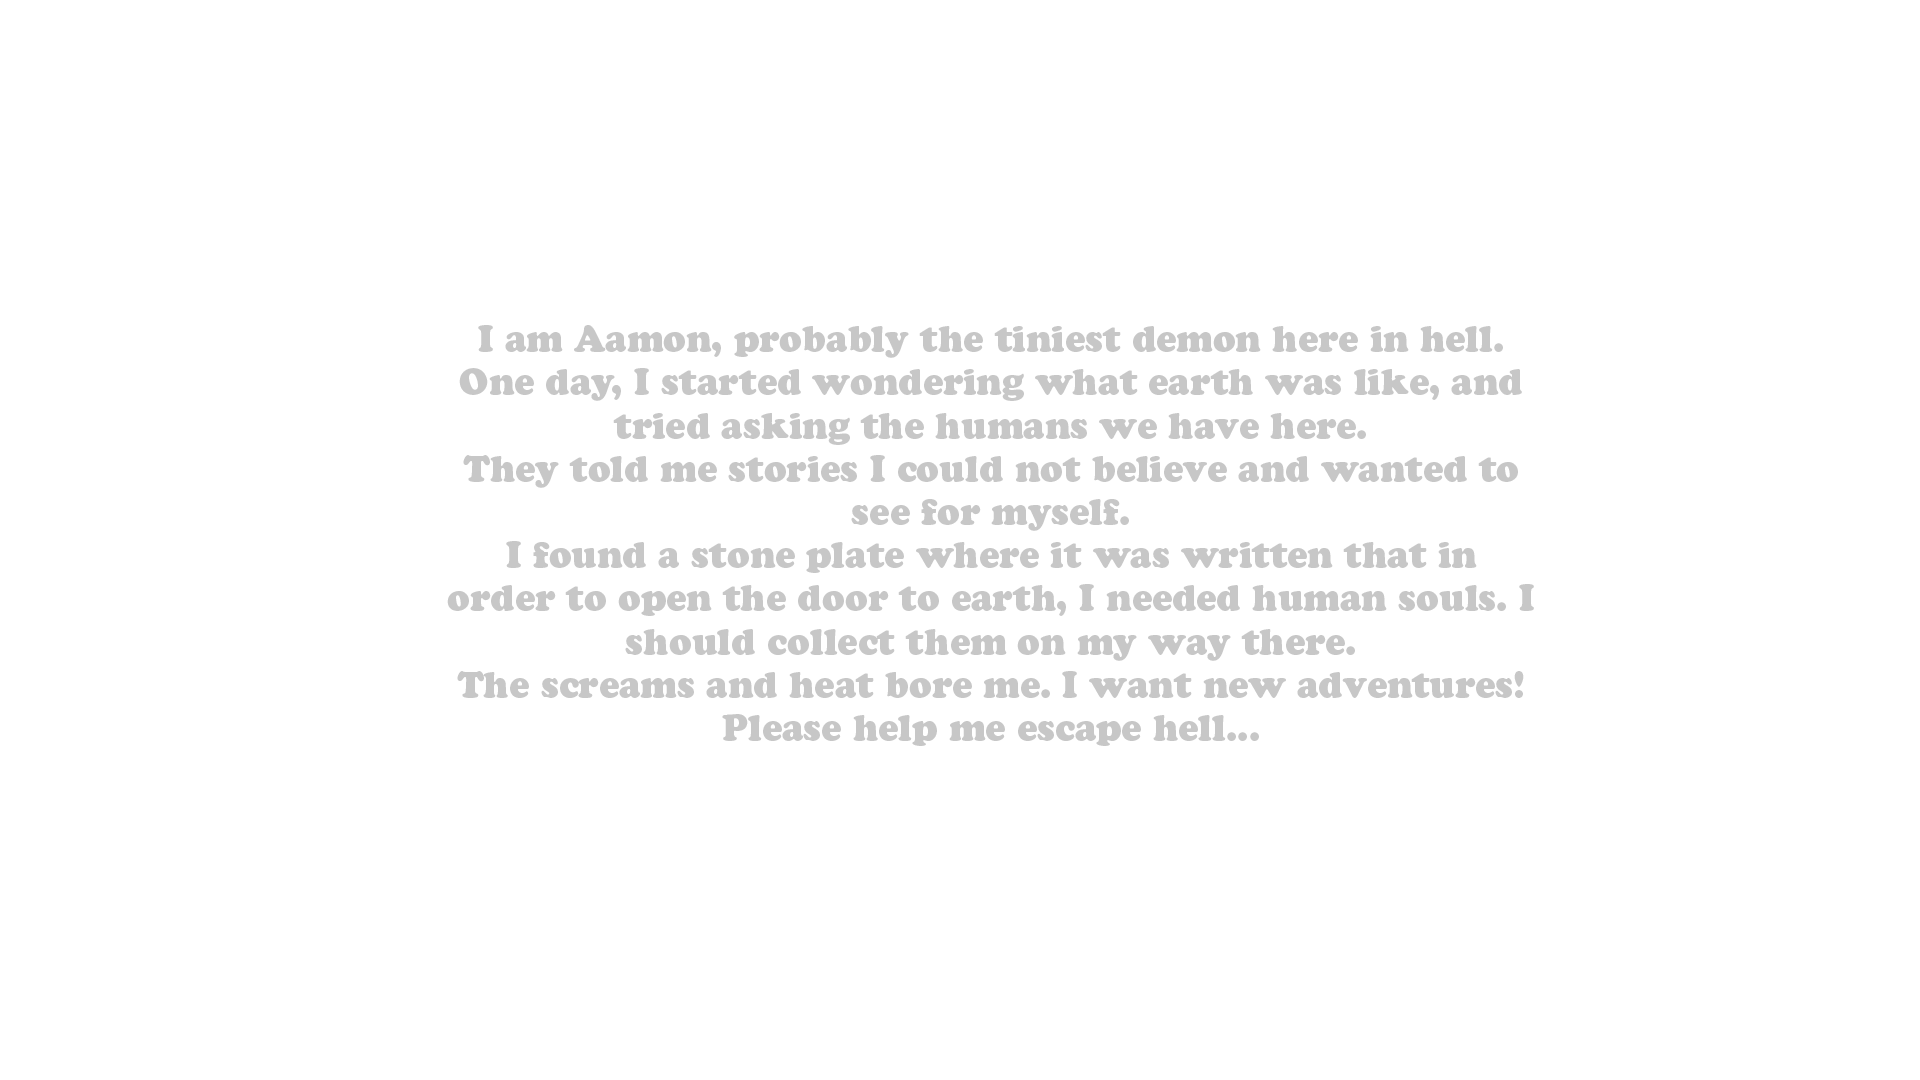 I am Aamon, probably the tiniest demon here in hell.
One day, I started wondering what earth was like, and
tried asking the humans we have here.
They told me stories I could not believe and wanted to
see for myself.
I found a stone plate where it was written that in
order to open the door to earth, I needed human souls. I
should collect them on my way there.
The screams and heat bore me. I want new adventures!
Please help me escape hell...